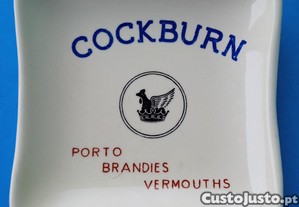 COCKBURN
PORTO
BRANDIES
VERMOUTHS
CustoJusto.pt